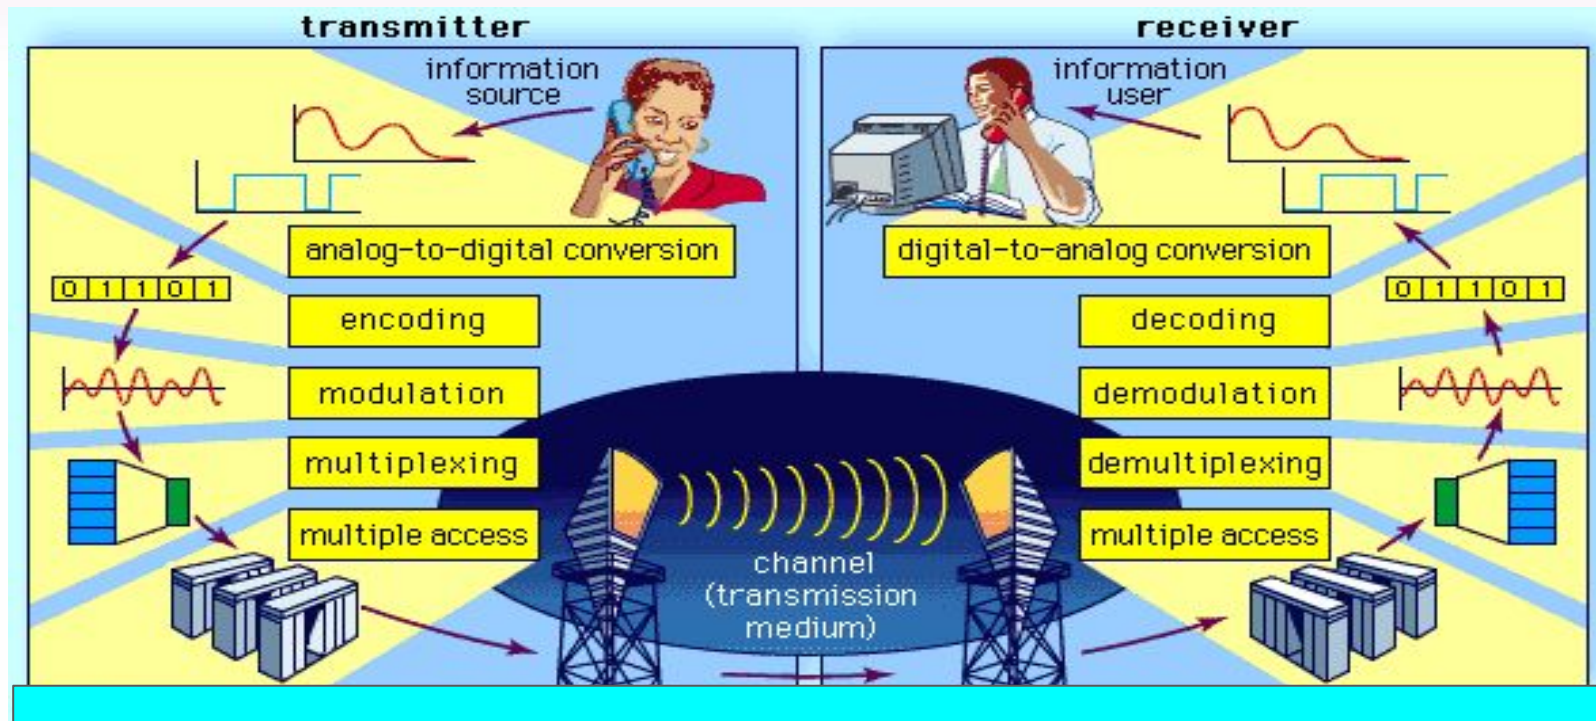 transmitter
information
source
analog-to-digital conversion
0 1 1 0 1
encoding
modulation
multiplexing
multiple access
channel
(transmission
medium)
receiver
information
user
digital-to-analog conversion
0 1 1 0 1
decoding
demodulation
demultiplexing
multiple access